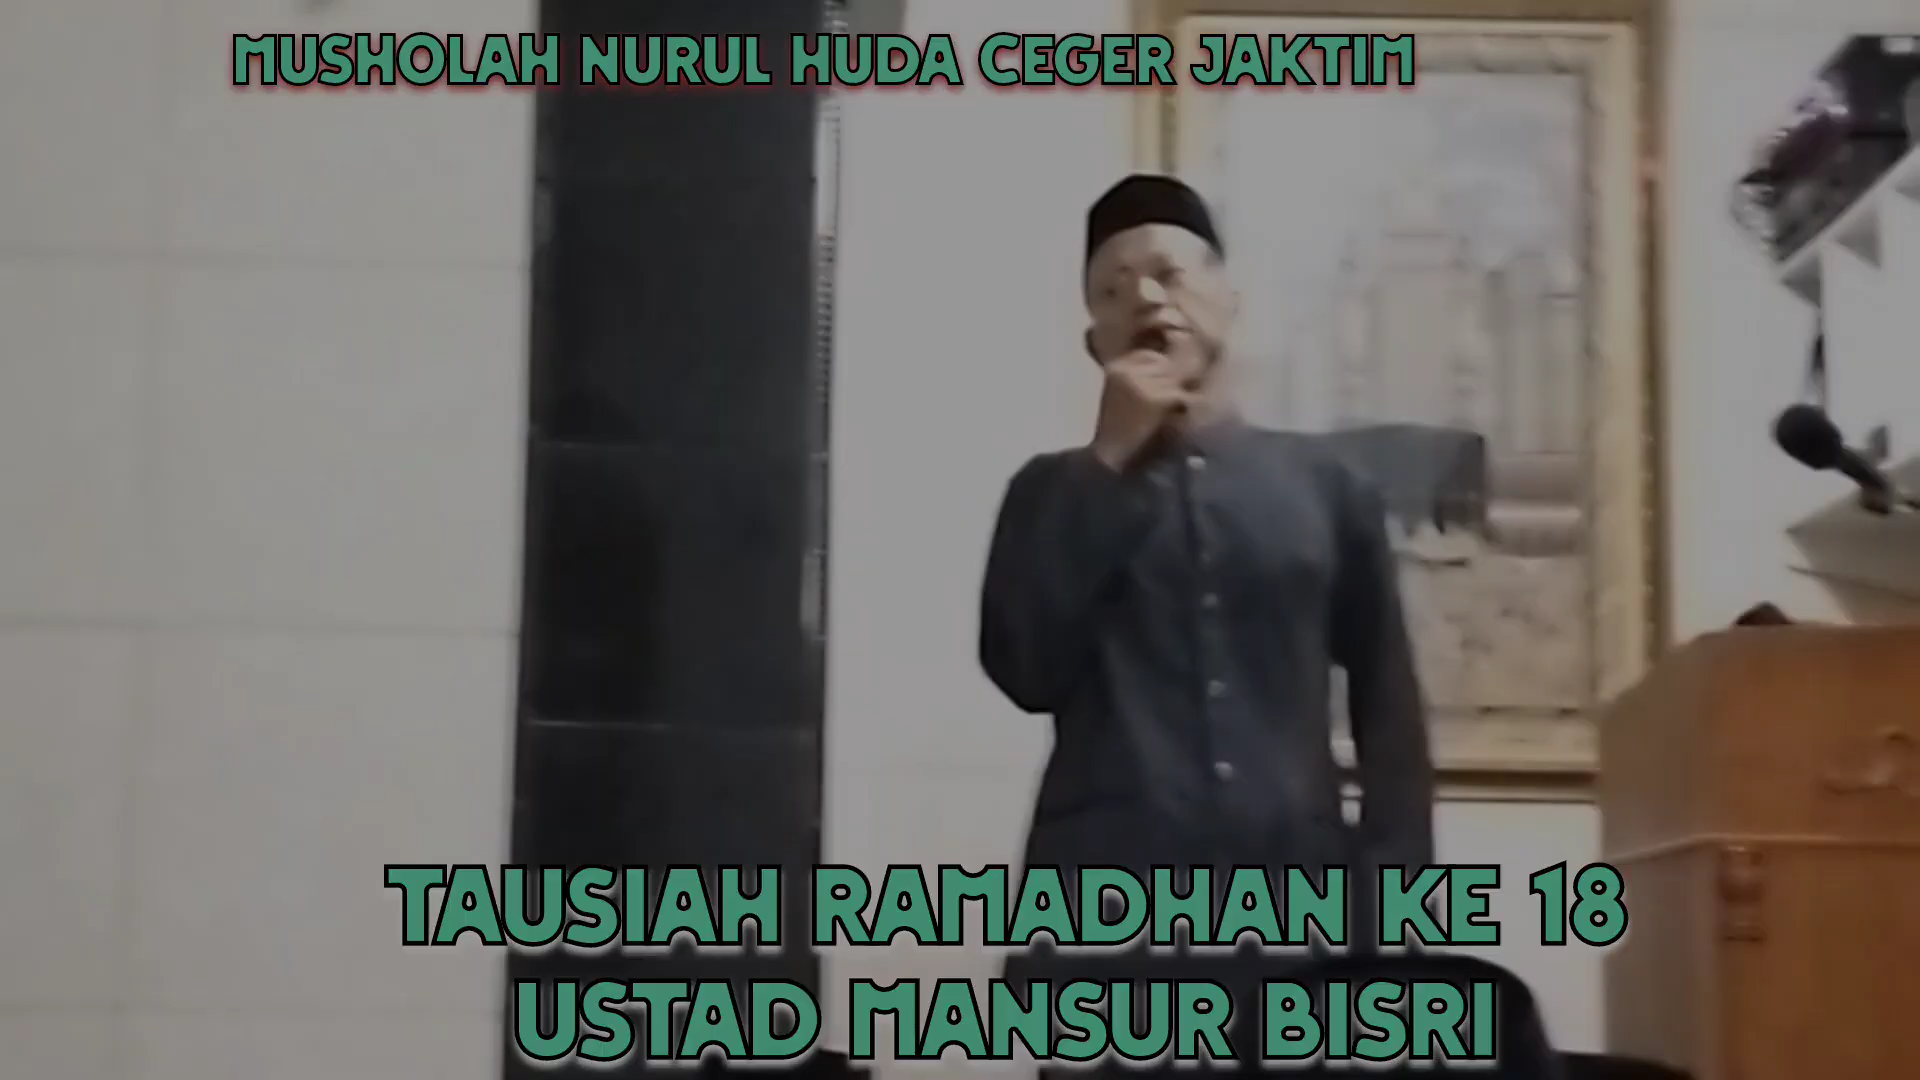 MUSHOLAH NURUL HUDA CEGER JAKTIM
TAUSIAH RAMADHAN KE 18
USTAD MANSUR BISRI